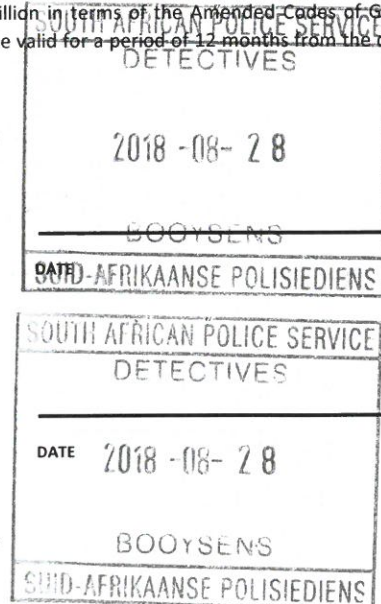 illion in terms of the Amended Codes of G
SOUTH AFRICAN POLICE SERVICE
e valid for a period of 12 months from the d
DETECTIVES
2018 -08- 28
BOOYSENS
DATE
SUID-AFRIKAANSE POLISIEDIENS
SOUTH AFRICAN POLICE SERVICE
DETECTIVES
DATE 2018 -08- 28
BOOYSENS
SUID-AFRIKAANSE POLISIEDIENS